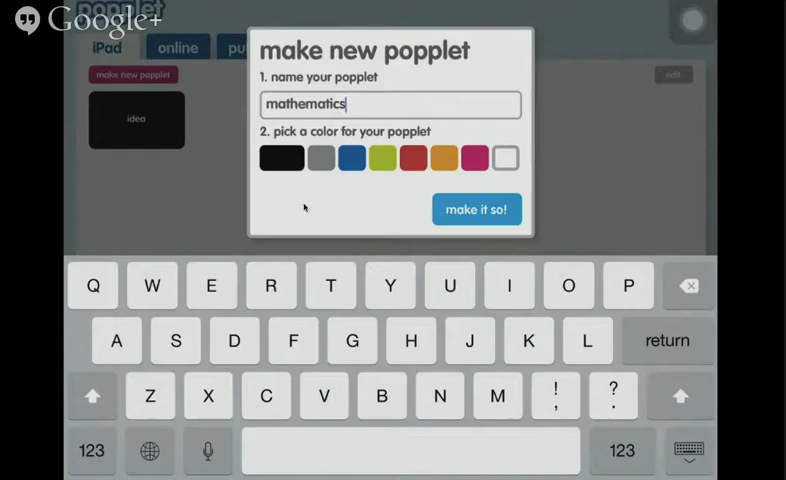 popplet
Google+
iPad online pu
make new popplet edit
idea
make new popplet
1. name your popplet
mathematics
2. pick a color for your popplet
make it so!
Q W E R T Y U I O P
A S D F G H J K L return
Z X C V B N M ! , ? .
123 123